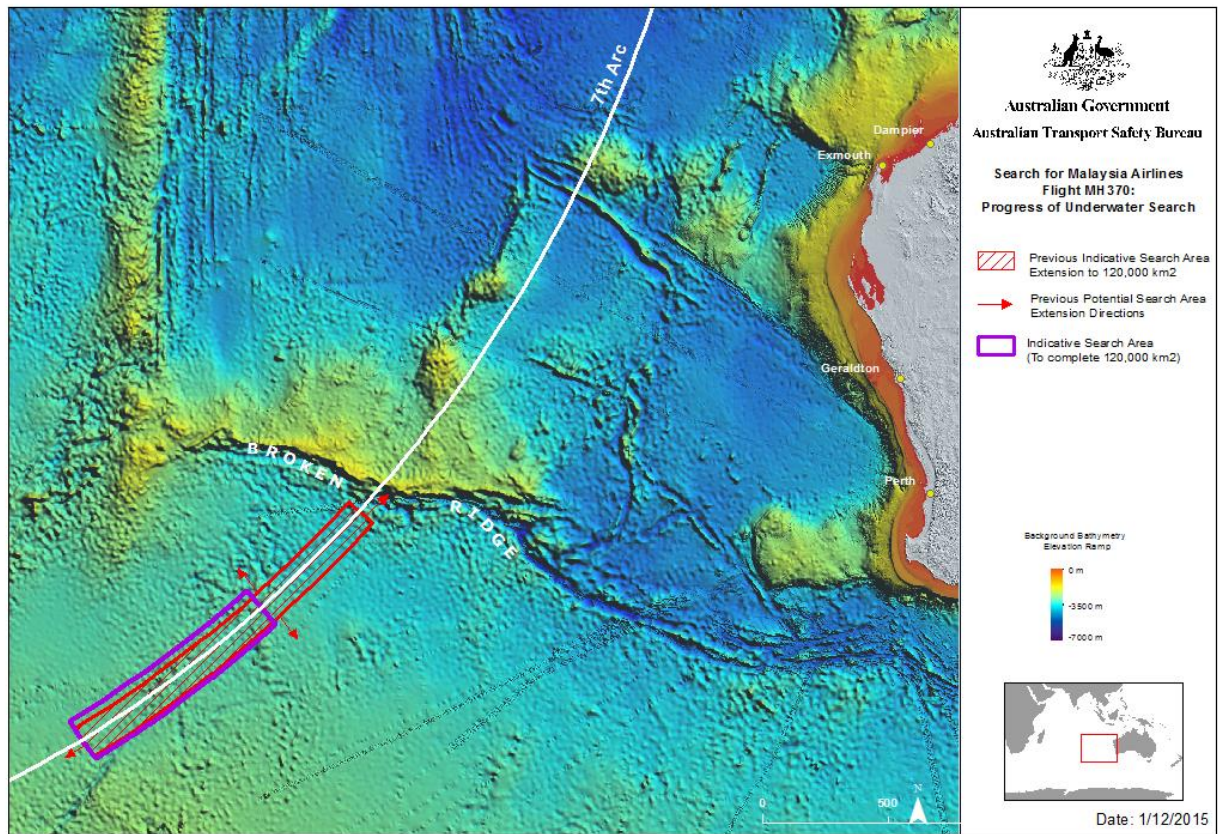 7th Arc
Dampier
Exmouth
Geraldton
Perth
BROKEN
RIDGE
0 500
N
Australian Government
Australian Transport Safety Bureau
Search for Malaysia Airlines
Flight MH370:
Progress of Underwater Search
Previous Indicative Search Area
Extension to 120,000 km2
Previous Potential Search Area
Extension Directions
Indicative Search Area
(To complete 120,000 km2)
Background Bathymetry
Elevation Ramp
0 m
-3500 m
-7000 m
Date: 1/12/2015